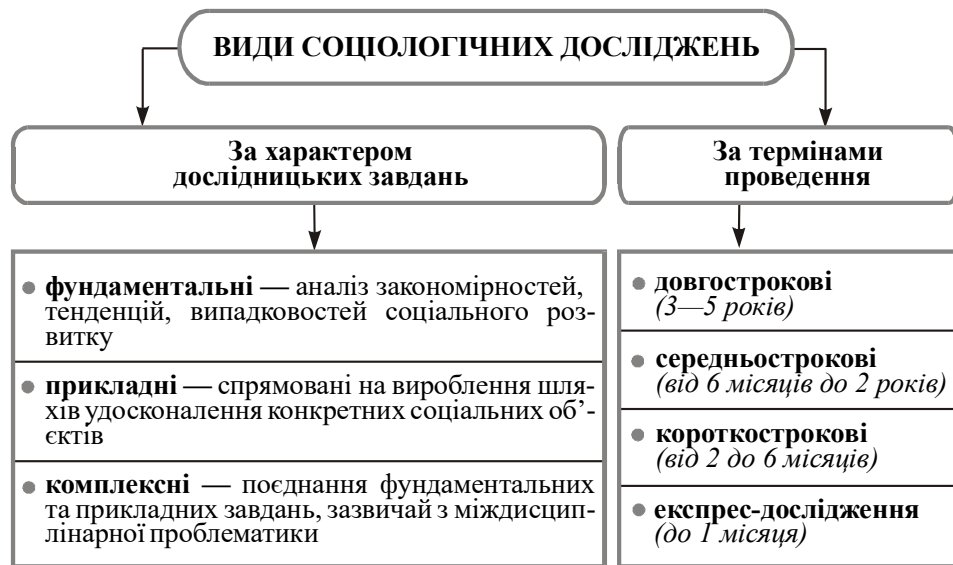 ВИДИ СОЦІОЛОГІЧНИХ ДОСЛІДЖЕНЬ
За характером
дослідницьких завдань
● фундаментальні — аналіз закономірностей,
тенденцій, випадковостей соціального роз-
витку
● прикладні — спрямовані на вироблення шля-
хів удосконалення конкретних соціальних об’-
єктів
● комплексні — поєднання фундаментальних
та прикладних завдань, зазвичай з міждисцип-
лінарної проблематики
За термінами
проведення
● довгострокові
(3—5 років)
● середньострокові
(від 6 місяців до 2 років)
● короткострокові
(від 2 до 6 місяців)
● експрес-дослідження
(до 1 місяця)